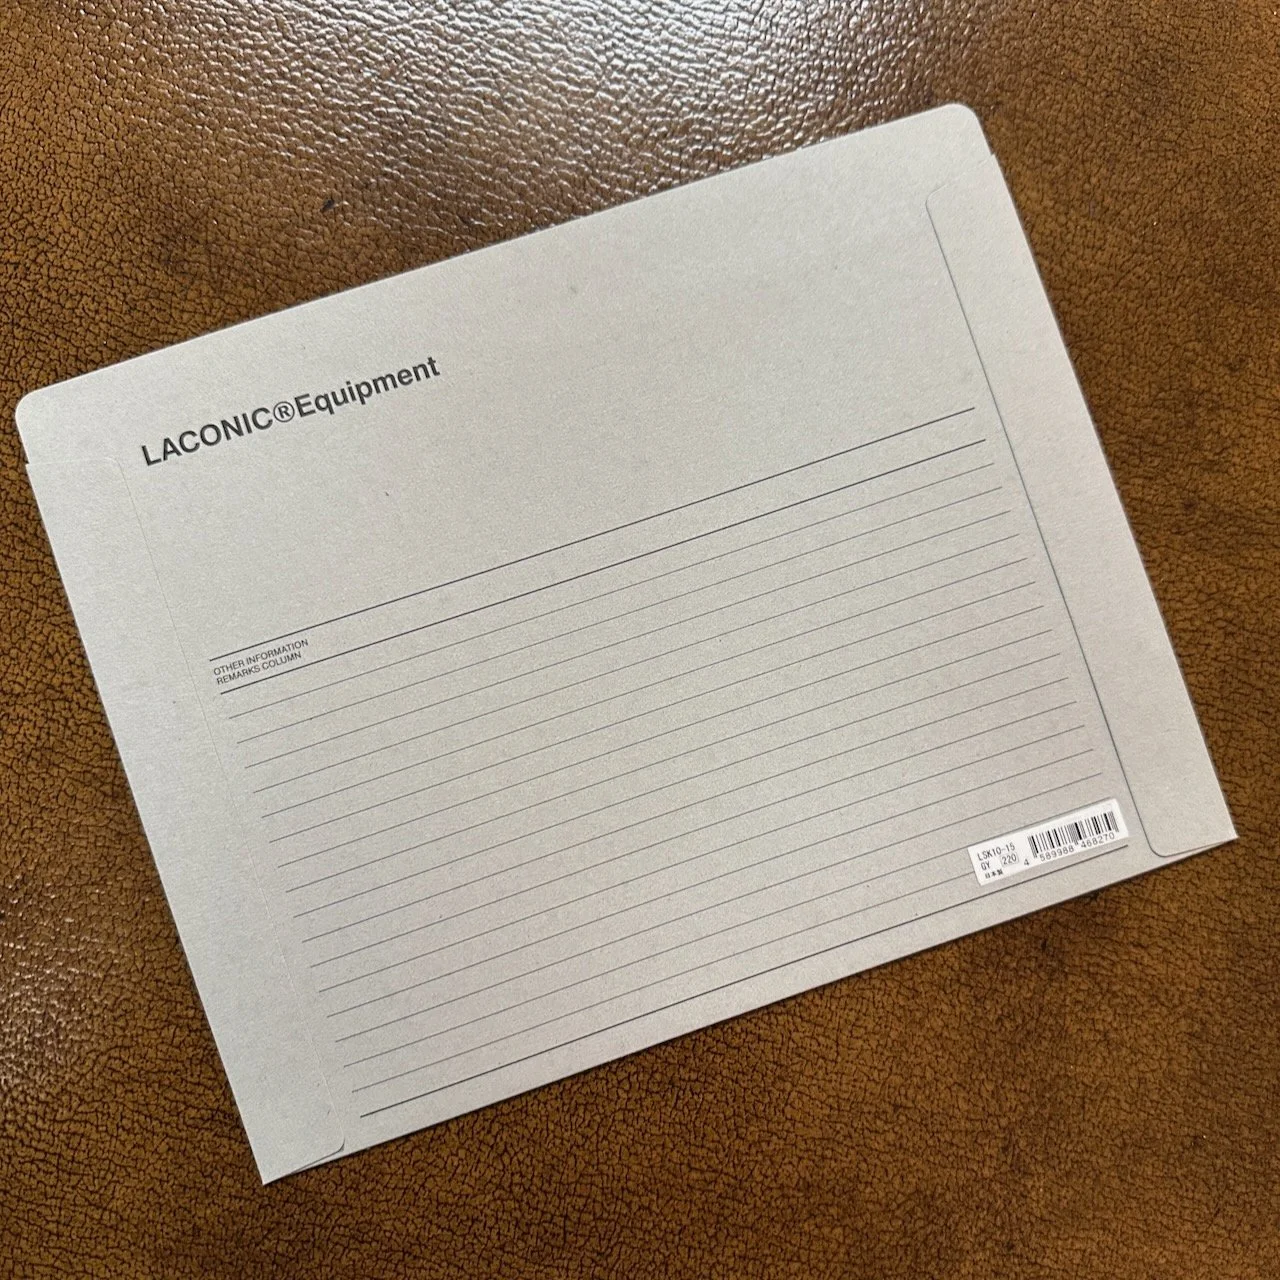 LACONIC®Equipment
OTHER INFORMATION
REMARKS COLUMN
LSK10-15
GY 220
日本製
4 589988 468270